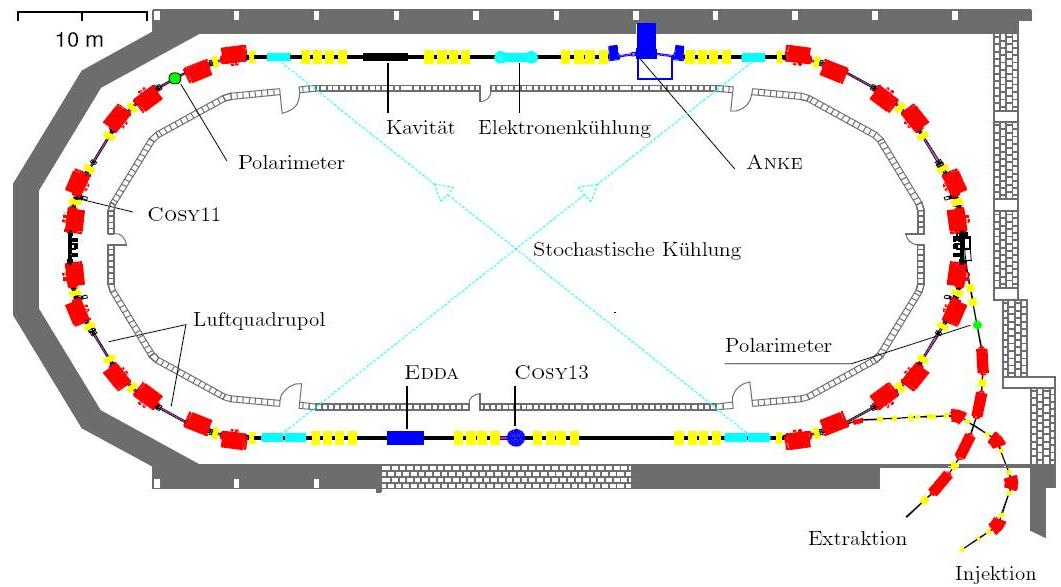 10 m
Kavität
Elektronenkühlung
Polarimeter
ANKE
COSY11
Stochastische Kühlung
Luftquadrupol
Polarimeter
EDDA
COSY13
Extraktion
Injektion